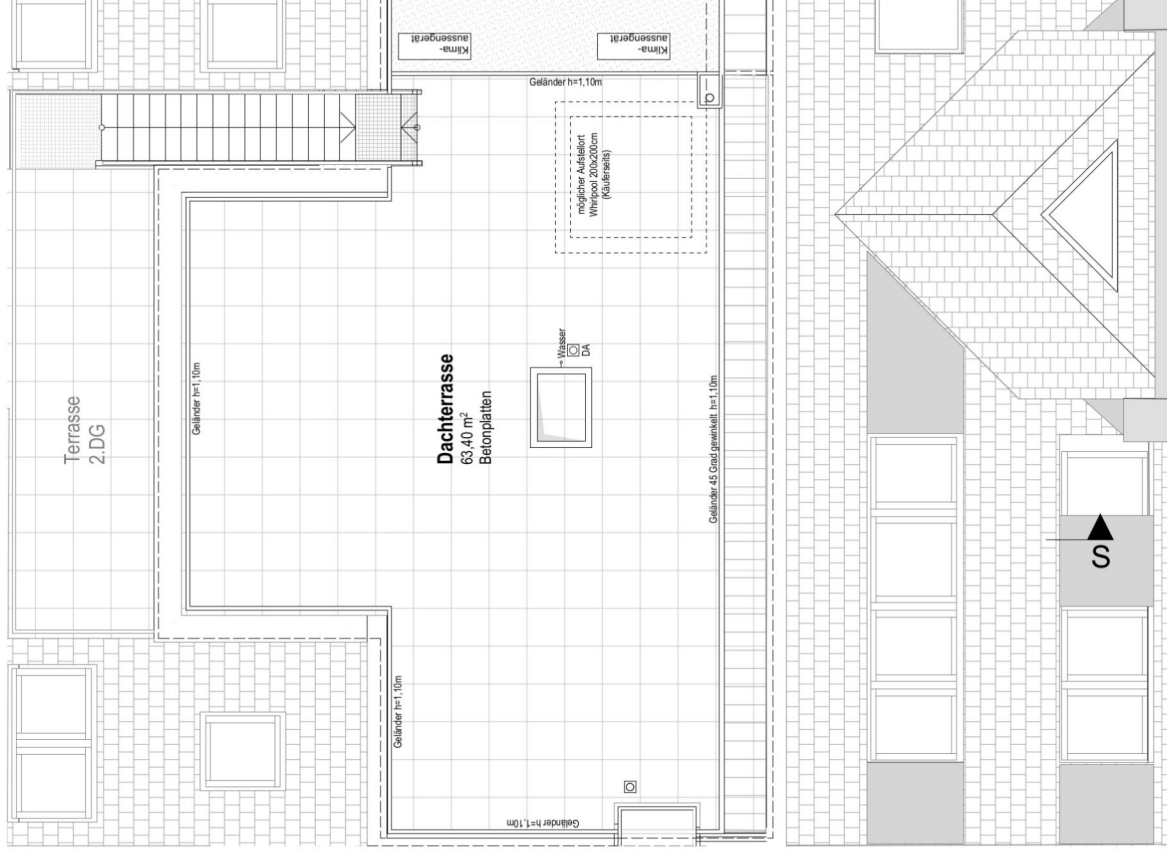 Klima-
aussengerät
Klima-
aussengerät
Geländer h=1,10m
möglicher Aufstellort
Whirlpool 200x200cm
(Käuferseits)
Terrasse
2.DG
Geländer h=1,10m
Dachterrasse
63,40 m²
Betonplatten
Wasser
DA
Geländer 45 Grad gewinkelt h=1,10m
Geländer h=1,10m
Geländer h=1,10m
S